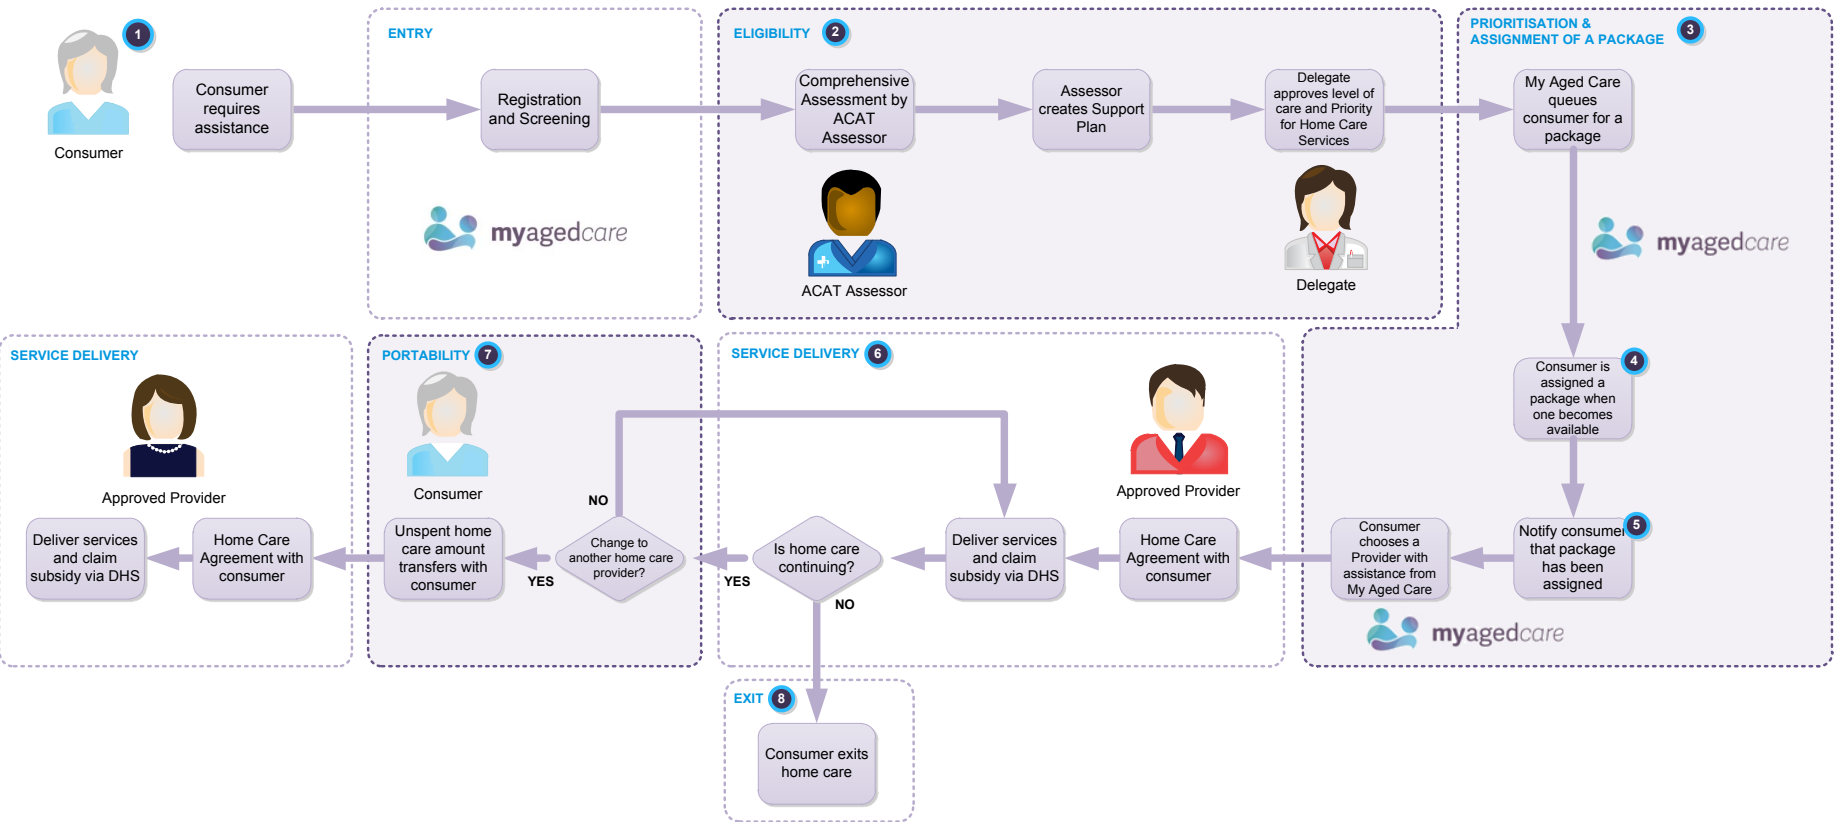 1
Consumer
Consumer
requires
assistance
ENTRY
Registration
and Screening
myagedcare
ELIGIBILITY 2
Comprehensive
Assessment by
ACAT
Assessor
ACAT Assessor
Assessor
creates Support
Plan
Delegate
approves level of
care and Priority
for Home Care
Services
Delegate
PRIORITISATION &
ASSIGNMENT OF A PACKAGE 3
My Aged Care
queues
consumer for a
package
myagedcare
4
Consumer is
assigned a
package when
one becomes
available
5
Notify consumer
that package
has been
assigned
Consumer
chooses a
Provider with
assistance from
My Aged Care
myagedcare
SERVICE DELIVERY 6
Approved Provider
Home Care
Agreement with
consumer
Deliver services
and claim
subsidy via DHS
Is home care
continuing?
YES
NO
PORTABILITY 7
Consumer
Change to
another home care
provider?
NO
YES
Unspent home
care amount
transfers with
consumer
SERVICE DELIVERY
Approved Provider
Home Care
Agreement with
consumer
Deliver services
and claim
subsidy via DHS
EXIT 8
Consumer exits
home care